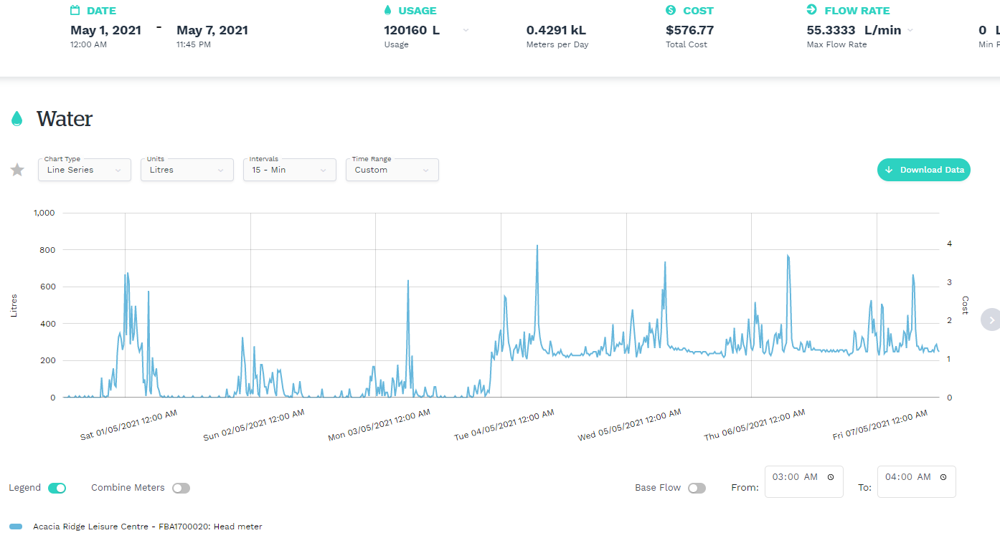 DATE
May 1, 2021 - May 7, 2021
12:00 AM 11:45 PM
USAGE
120160 L 0.4291 kL
Usage Meters per Day
COST
$576.77
Total Cost
FLOW RATE
55.3333 L/min 0
Max Flow Rate Min
Water
Chart Type Units Intervals Time Range
Line Series Litres 15 - Min Custom
Download Data
1,000
800
600
400
200
0
Litres
4
3
2
1
0
Cost
Sat 01/05/2021 12:00 AM
Sun 02/05/2021 12:00 AM
Mon 03/05/2021 12:00 AM
Tue 04/05/2021 12:00 AM
Wed 05/05/2021 12:00 AM
Thu 06/05/2021 12:00 AM
Fri 07/05/2021 12:00 AM
Legend Combine Meters Base Flow From: 03:00 AM To: 04:00 AM
Acacia Ridge Leisure Centre - FBA1700020: Head meter